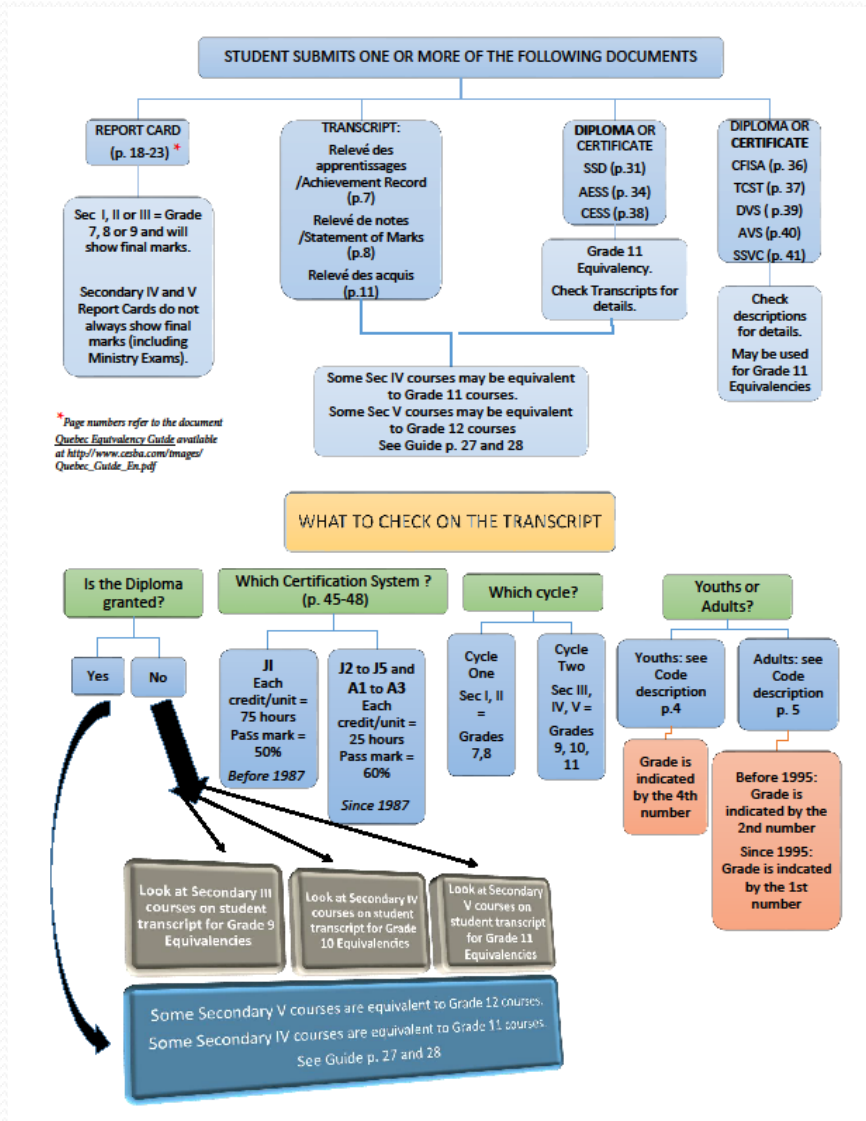 STUDENT SUBMITS ONE OR MORE OF THE FOLLOWING DOCUMENTS
REPORT CARD
(p. 18-23) *
Sec I, II or III = Grade
7, 8 or 9 and will
show final marks.
Secondary IV and V
Report Cards do not
always show final
marks (including
Ministry Exams).
TRANSCRIPT:
Relevé des
apprentissages
/Achievement Record
(p.7)
Relevé de notes
/Statement of Marks
(p.8)
Relevé des acquis
(p.11)
DIPLOMA OR
CERTIFICATE
SSD (p.31)
AESS (p. 34)
CESS (p.38)
Grade 11
Equivalency.
Check Transcripts for
details.
DIPLOMA OR
CERTIFICATE
CFISA (p. 36)
TCST (p. 37)
DVS ( p.39)
AVS (p.40)
SSVC (p. 41)
Check
descriptions
for details.
May be used
for Grade 11
Equivalencies
Some Sec IV courses may be equivalent
to Grade 11 courses.
Some Sec V courses may be equivalent
to Grade 12 courses
See Guide p. 27 and 28
*Page numbers refer to the document
Quebec Equivalency Guide available
at http://www.cesba.com/images/
Quebec_Guide_En.pdf
WHAT TO CHECK ON THE TRANSCRIPT
Is the Diploma
granted?
Yes
No
Which Certification System ?
(p. 45-48)
JI
Each
credit/unit =
75 hours
Pass mark =
50%
Before 1987
J2 to J5 and
A1 to A3
Each
credit/unit =
25 hours
Pass mark =
60%
Since 1987
Which cycle?
Cycle
One
Sec I, II
=
Grades
7,8
Cycle
Two
Sec III,
IV, V =
Grades
9, 10,
11
Youths or
Adults?
Youths: see
Code
description
p.4
Grade is
indicated
by the 4th
number
Adults: see
Code
description
p. 5
Before 1995:
Grade is
indicated by the
2nd number
Since 1995:
Grade is indcated
by the 1st
number
Look at Secondary III
courses on student
transcript for Grade 9
Equivalencies
Look at Secondary IV
courses on student
transcript for Grade
10 Equivalencies
Look at Secondary
V courses on
student transcript
for Grade 11
Equivalencies
Some Secondary V courses are equivalent to Grade 12 courses.
Some Secondary IV courses are equivalent to Grade 11 courses.
See Guide p. 27 and 28